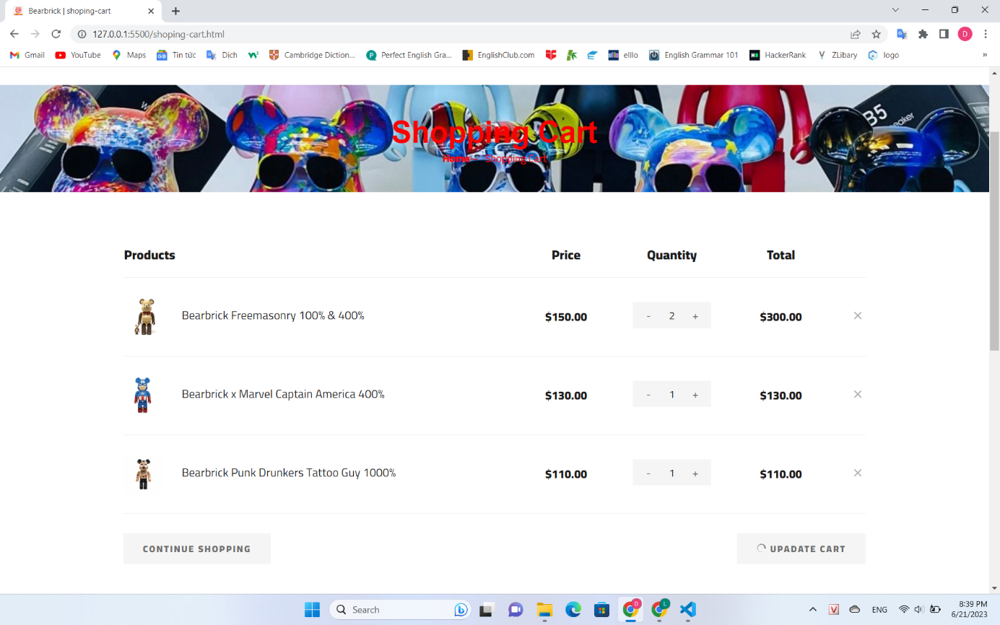 Bearbrick | shoping-cart
127.0.0.1:5500/shoping-cart.html
D
Gmail YouTube Maps Tin tức Dịch Cambridge Diction... Perfect English Gra... EnglishClub.com elllo English Grammar 101 HackerRank ZLibary logo »
B5
eaker
Shopping Cart
Home— Shopping Cart
Products Price Quantity Total
Bearbrick Freemasonry 100% & 400% $150.00 - 2 + $300.00
Bearbrick x Marvel Captain America 400% $130.00 - 1 + $130.00
Bearbrick Punk Drunkers Tattoo Guy 1000% $110.00 - 1 + $110.00
CONTINUE SHOPPING UPADATE CART
Search D L V ENG 8:39 PM
6/21/2023